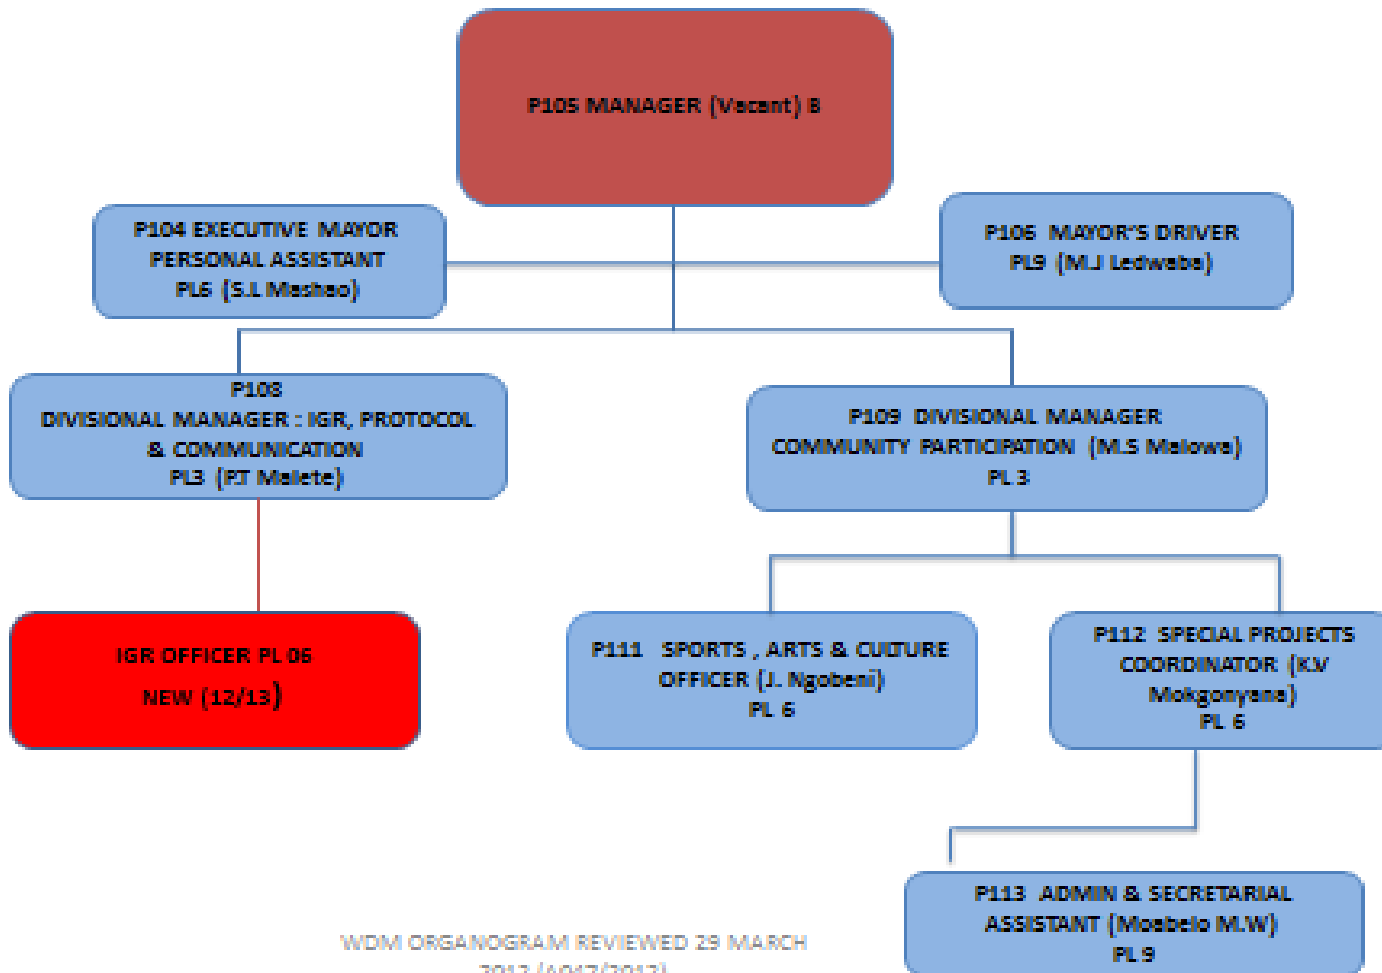 P105 MANAGER (Vacant) B
P104 EXECUTIVE MAYOR
PERSONAL ASSISTANT
PL6 (S.L Mashao)
P106 MAYOR'S DRIVER
PL9 (M.J Ledwaba)
P108
DIVISIONAL MANAGER : IGR, PROTOCOL
& COMMUNICATION
PL3 (P.T Malete)
P109 DIVISIONAL MANAGER
COMMUNITY PARTICIPATION (M.S Malowa)
PL 3
IGR OFFICER PL 06-
NEW (12/13)
P111 SPORTS , ARTS & CULTURE
OFFICER (J. Ngobeni)
PL 6
P112 SPECIAL PROJECTS
COORDINATOR (K.V
Mokgonyana)
PL 6
P113 ADMIN & SECRETARIAL
ASSISTANT (Moabelo M.W)
PL 9
WDM ORGANOGRAM REVIEWED 29 MARCH